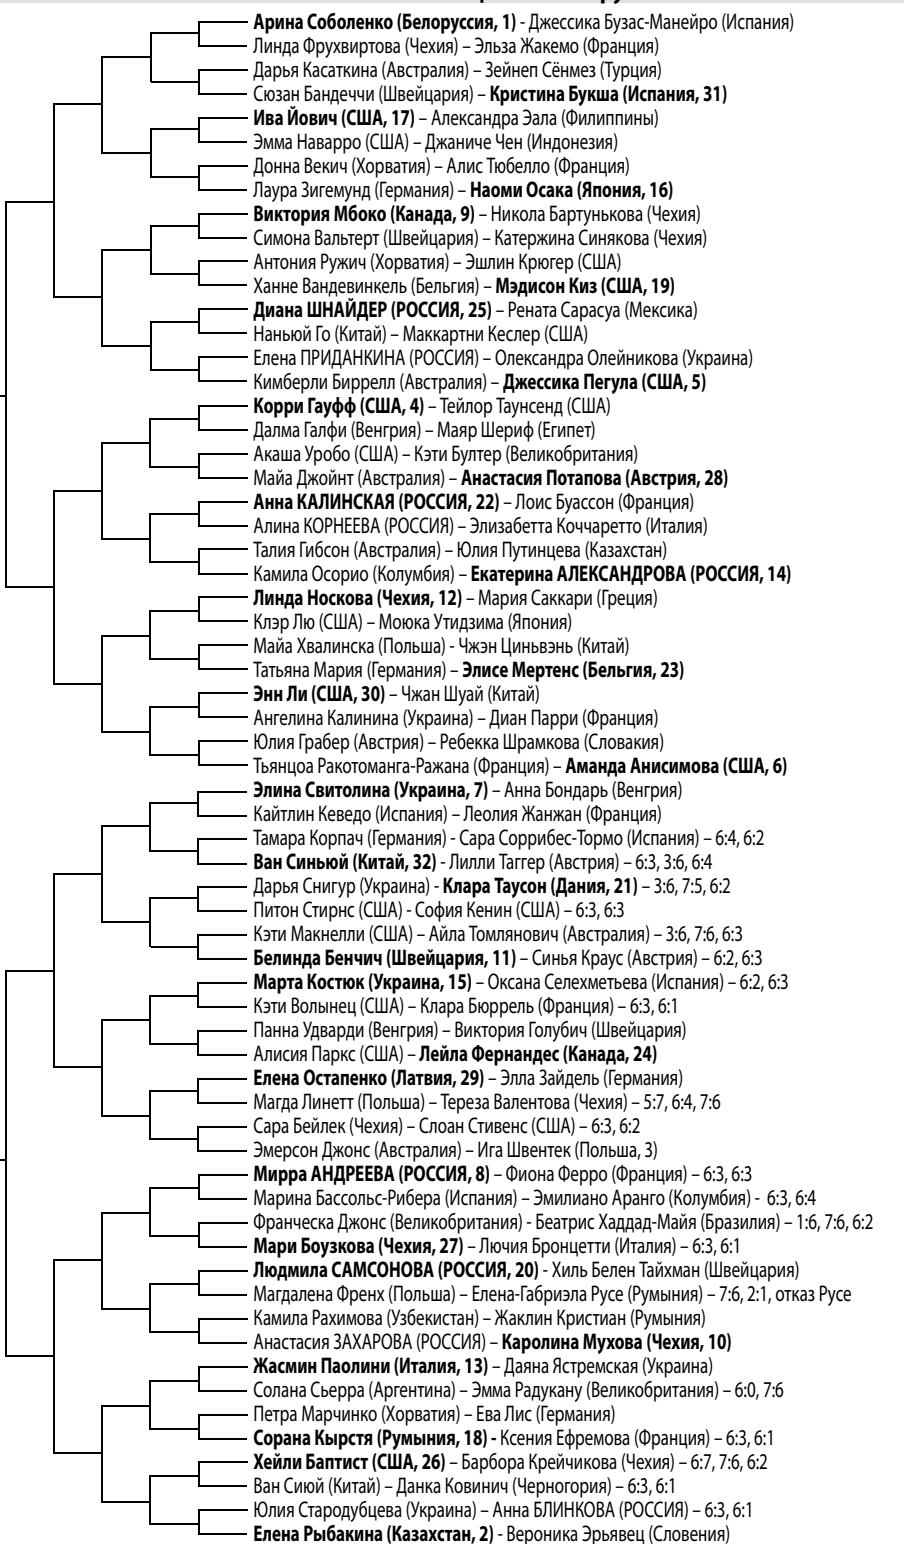 Арина Соболенко (Белоруссия, 1) - Джессика Бузас-Манейро (Испания)
Линда Фрухвиртова (Чехия) – Эльза Жакемо (Франция)
Дарья Касаткина (Австралия) – Зейнеп Сёнмез (Турция)
Сюзан Бандеччи (Швейцария) – Кристина Букша (Испания, 31)
Ива Йович (США, 17) – Александра Эала (Филиппины)
Эмма Наварро (США) – Джаниче Чен (Индонезия)
Донна Векич (Хорватия) – Алис Тюбелло (Франция)
Лаура Зигемунд (Германия) – Наоми Осака (Япония, 16)
Виктория Мбоко (Канада, 9) – Никола Бартунькова (Чехия)
Симона Вальтерт (Швейцария) – Катержина Синякова (Чехия)
Антония Ружич (Хорватия) – Эшлин Крюгер (США)
Ханне Вандевинкель (Бельгия) – Мэдисон Киз (США, 19)
Диана ШНАЙДЕР (РОССИЯ, 25) – Рената Сарасуа (Мексика)
Наньюй Го (Китай) – Маккартни Кеслер (США)
Елена ПРИДАНКИНА (РОССИЯ) – Олександра Олейникова (Украина)
Кимберли Биррелл (Австралия) – Джессика Пегула (США, 5)
Корри Гауфф (США, 4) – Тейлор Таунсенд (США)
Далма Галфи (Венгрия) – Маяр Шериф (Египет)
Акаша Уробо (США) – Кэти Бултер (Великобритания)
Майа Джойнт (Австралия) – Анастасия Потапова (Австрия, 28)
Анна КАЛИНСКАЯ (РОССИЯ, 22) – Лоис Буассон (Франция)
Алина КОРНЕЕВА (РОССИЯ) – Элизабетта Коччаретто (Италия)
Талия Гибсон (Австралия) – Юлия Путинцева (Казахстан)
Камила Осорио (Колумбия) – Екатерина АЛЕКСАНДРОВА (РОССИЯ, 14)
Линда Носкова (Чехия, 12) – Мария Саккари (Греция)
Клэр Лю (США) – Моюка Утидзима (Япония)
Майа Хвалинска (Польша) - Чжэн Циньвэнь (Китай)
Татьяна Мария (Германия) – Элисе Мертенс (Бельгия, 23)
Энн Ли (США, 30) – Чжан Шуай (Китай)
Ангелина Калинина (Украина) – Диан Парри (Франция)
Юлия Грабер (Австрия) – Ребекка Шрамкова (Словакия)
Тьянцоа Ракотоманга-Ражана (Франция) – Аманда Анисимова (США, 6)
Элина Свитолина (Украина, 7) – Анна Бондарь (Венгрия)
Кайтлин Кеведо (Испания) – Леолия Жанжан (Франция)
Тамара Корпач (Германия) - Сара Соррибес-Тормо (Испания) – 6:4, 6:2
Ван Синьюй (Китай, 32) - Лилли Таггер (Австрия) – 6:3, 3:6, 6:4
Дарья Снигур (Украина) - Клара Таусон (Дания, 21) – 3:6, 7:5, 6:2
Питон Стирнс (США) - София Кенин (США) – 6:3, 6:3
Кэти Макнелли (США) – Айла Томлянович (Австралия) – 3:6, 7:6, 6:3
Белинда Бенчич (Швейцария, 11) – Синья Краус (Австрия) – 6:2, 6:3
Марта Костюк (Украина, 15) – Оксана Селехметьева (Испания) – 6:2, 6:3
Кэти Волынец (США) – Клара Бюррель (Франция) – 6:3, 6:1
Панна Удварди (Венгрия) – Виктория Голубич (Швейцария)
Алисия Паркс (США) – Лейла Фернандес (Канада, 24)
Елена Остапенко (Латвия, 29) – Элла Зайдель (Германия)
Магда Линетт (Польша) – Тереза Валентова (Чехия) – 5:7, 6:4, 7:6
Сара Бейлек (Чехия) – Слоан Стивенс (США) – 6:3, 6:2
Эмерсон Джонс (Австралия) – Ига Швентек (Польша, 3)
Мирра АНДРЕЕВА (РОССИЯ, 8) – Фиона Ферро (Франция) – 6:3, 6:3
Марина Бассольс-Рибера (Испания) – Эмилиано Аранго (Колумбия) - 6:3, 6:4
Франческа Джонс (Великобритания) - Беатрис Хаддад-Майя (Бразилия) – 1:6, 7:6, 6:2
Мари Боузкова (Чехия, 27) – Лючия Бронцетти (Италия) – 6:3, 6:1
Людмила САМСОНОВА (РОССИЯ, 20) - Хиль Белен Тайхман (Швейцария)
Магдалена Френх (Польша) – Елена-Габриэла Русе (Румыния) – 7:6, 2:1, отказ Русе
Камила Рахимова (Узбекистан) – Жаклин Кристиан (Румыния)
Анастасия ЗАХАРОВА (РОССИЯ) – Каролина Мухова (Чехия, 10)
Жасмин Паолини (Италия, 13) – Даяна Ястремская (Украина)
Солана Сьерра (Аргентина) – Эмма Радукану (Великобритания) – 6:0, 7:6
Петра Марчинко (Хорватия) – Ева Лис (Германия)
Сорана Кырстя (Румыния, 18) - Ксения Ефремова (Франция) – 6:3, 6:1
Хейли Баптист (США, 26) – Барбора Крейчикова (Чехия) – 6:7, 7:6, 6:2
Ван Сиюй (Китай) – Данка Ковинич (Черногория) – 6:3, 6:1
Юлия Стародубцева (Украина) – Анна БЛИНКОВА (РОССИЯ) – 6:3, 6:1
Елена Рыбакина (Казахстан, 2) - Вероника Эрьявец (Словения)